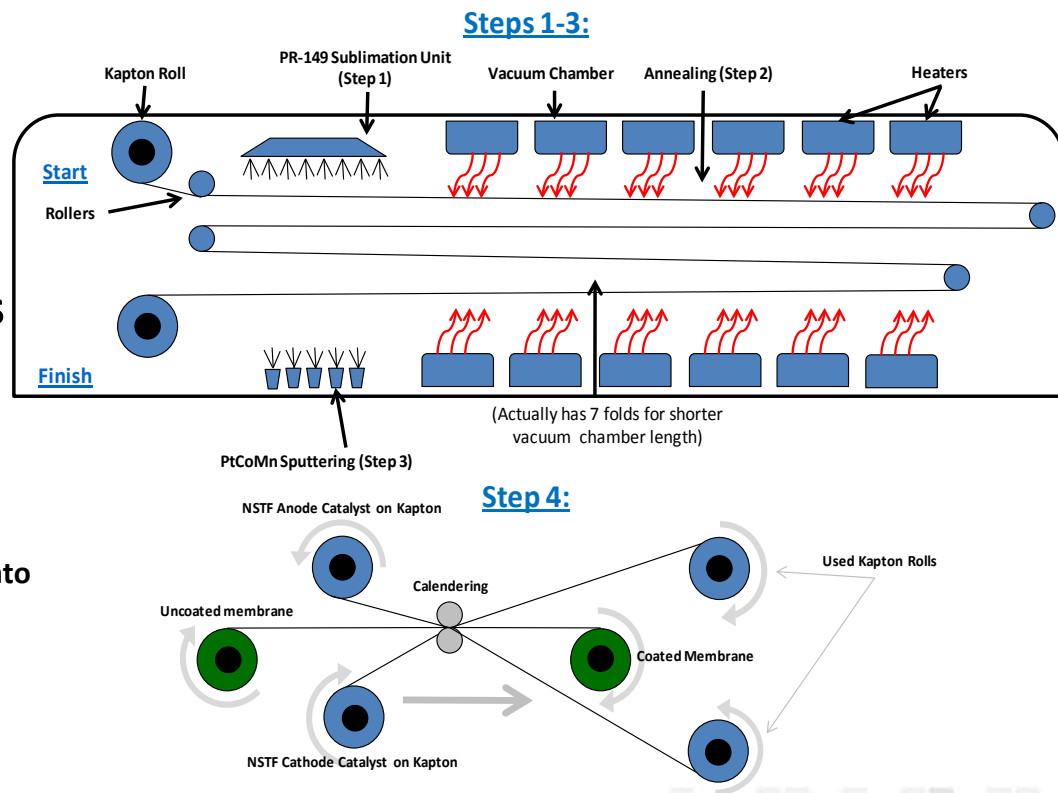 Steps 1-3:
PR-149 Sublimation Unit
(Step 1)
Kapton Roll
Vacuum Chamber
Annealing (Step 2)
Heaters
Start
Rollers
s
Finish
(Actually has 7 folds for shorter
vacuum chamber length)
PtCoMn Sputtering (Step 3)
Step 4:
NSTF Anode Catalyst on Kapton
Used Kapton Rolls
nto
Calendering
Uncoated membrane
Coated Membrane
NSTF Cathode Catalyst on Kapton